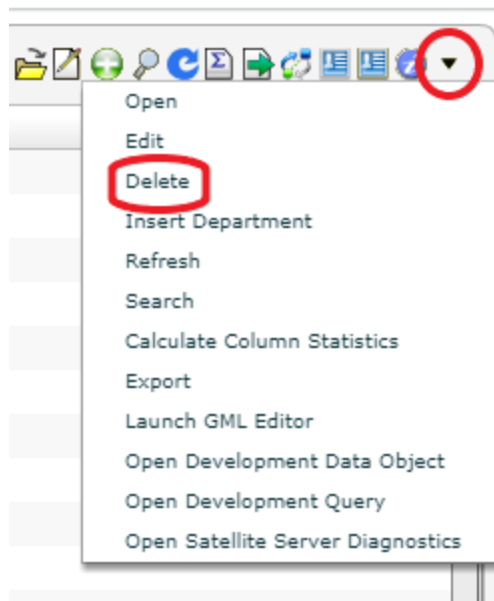 Open
Edit
Delete
Insert Department
Refresh
Search
Calculate Column Statistics
Export
Launch GML Editor
Open Development Data Object
Open Development Query
Open Satellite Server Diagnostics